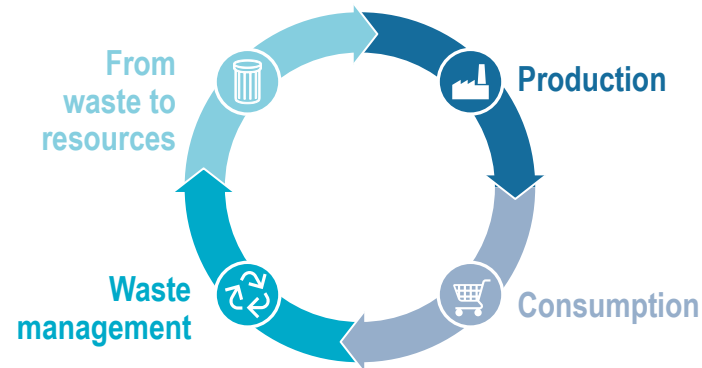 From
waste to
resources
Production
Waste
management
Consumption